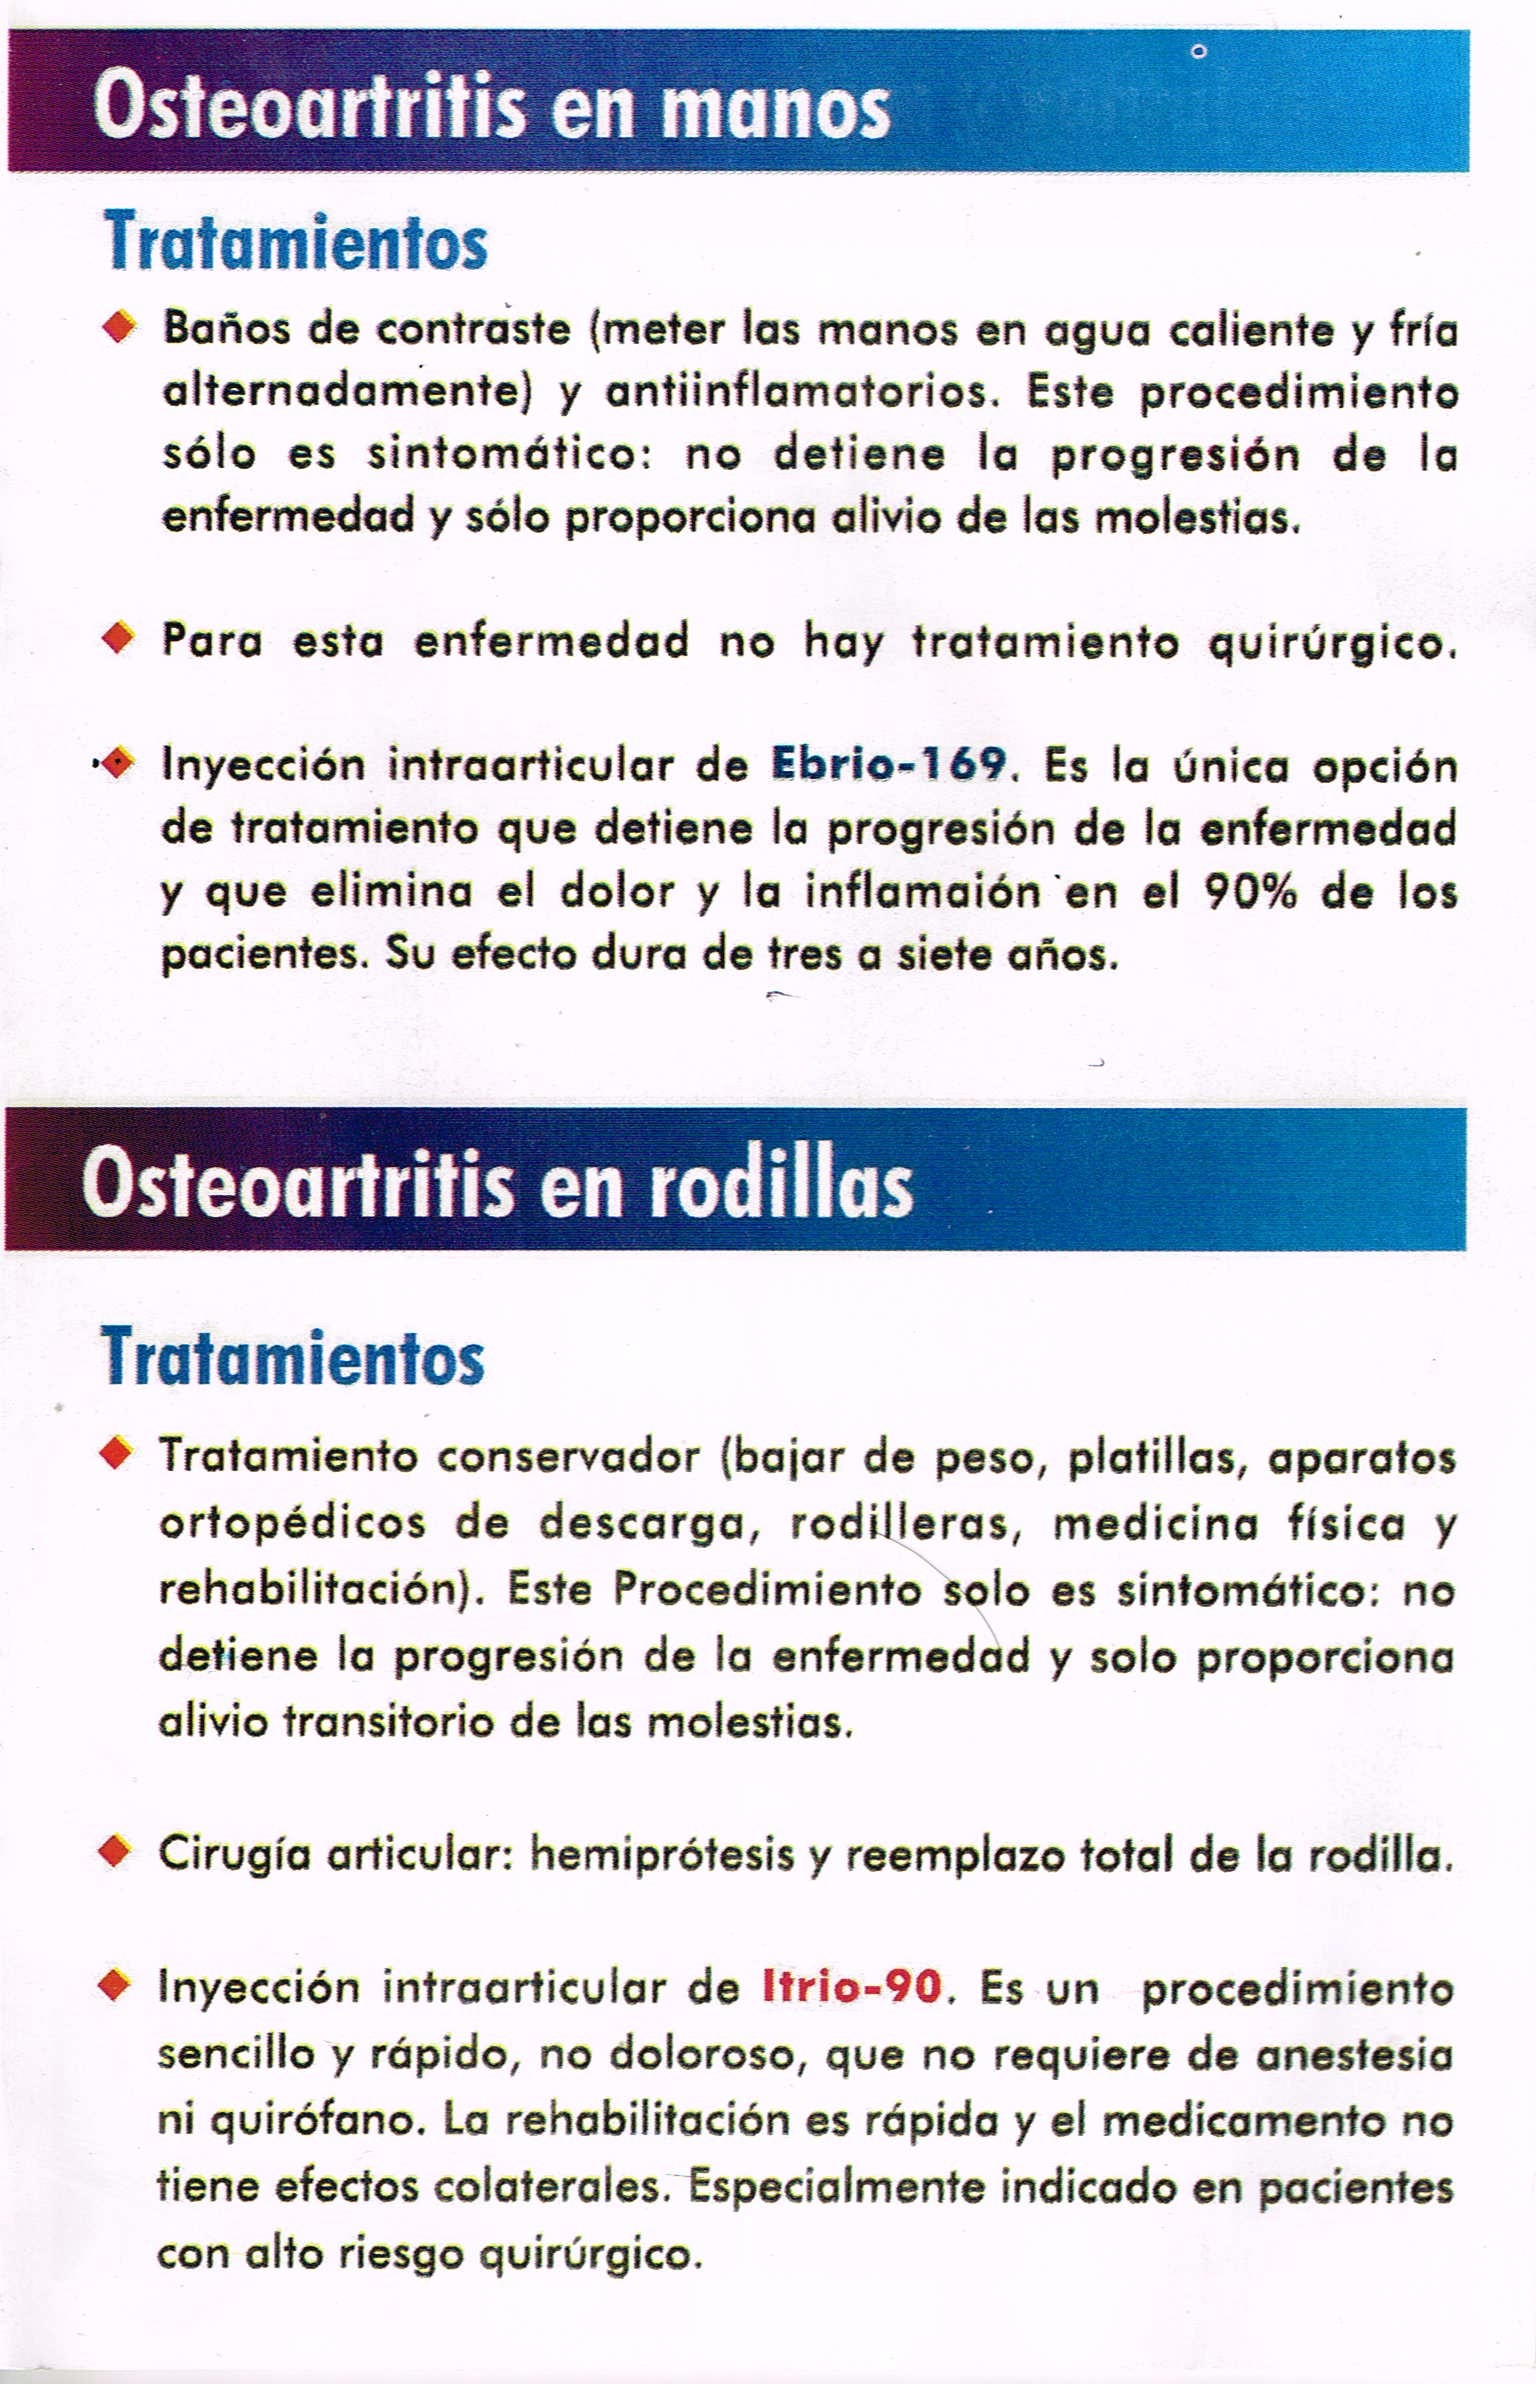 Osteoartritis en manos
Tratamientos
Baños de contraste (meter las manos en agua caliente y fría
alternadamente) y antiinflamatorios. Este procedimiento
sólo es sintomático: no detiene la progresión de la
enfermedad y sólo proporciona alivio de las molestias.
Para esta enfermedad no hay tratamiento quirúrgico.
Inyección intraarticular de Ebrio-169. Es la única opción
de tratamiento que detiene la progresión de la enfermedad
y que elimina el dolor y la inflamaión en el 90% de los
pacientes. Su efecto dura de tres a siete años.
Osteoartritis en rodillas
Tratamientos
Tratamiento conservador (bajar de peso, platillas, aparatos
ortopédicos de descarga, rodilleras, medicina física y
rehabilitación). Este Procedimiento solo es sintomático: no
detiene la progresión de la enfermedad y solo proporciona
alivio transitorio de las molestias.
Cirugía articular: hemiprótesis y reemplazo total de la rodilla.
Inyección intraarticular de Itrio-90. Es un procedimiento
sencillo y rápido, no doloroso, que no requiere de anestesia
ni quirófano. La rehabilitación es rápida y el medicamento no
tiene efectos colaterales. Especialmente indicado en pacientes
con alto riesgo quirúrgico.